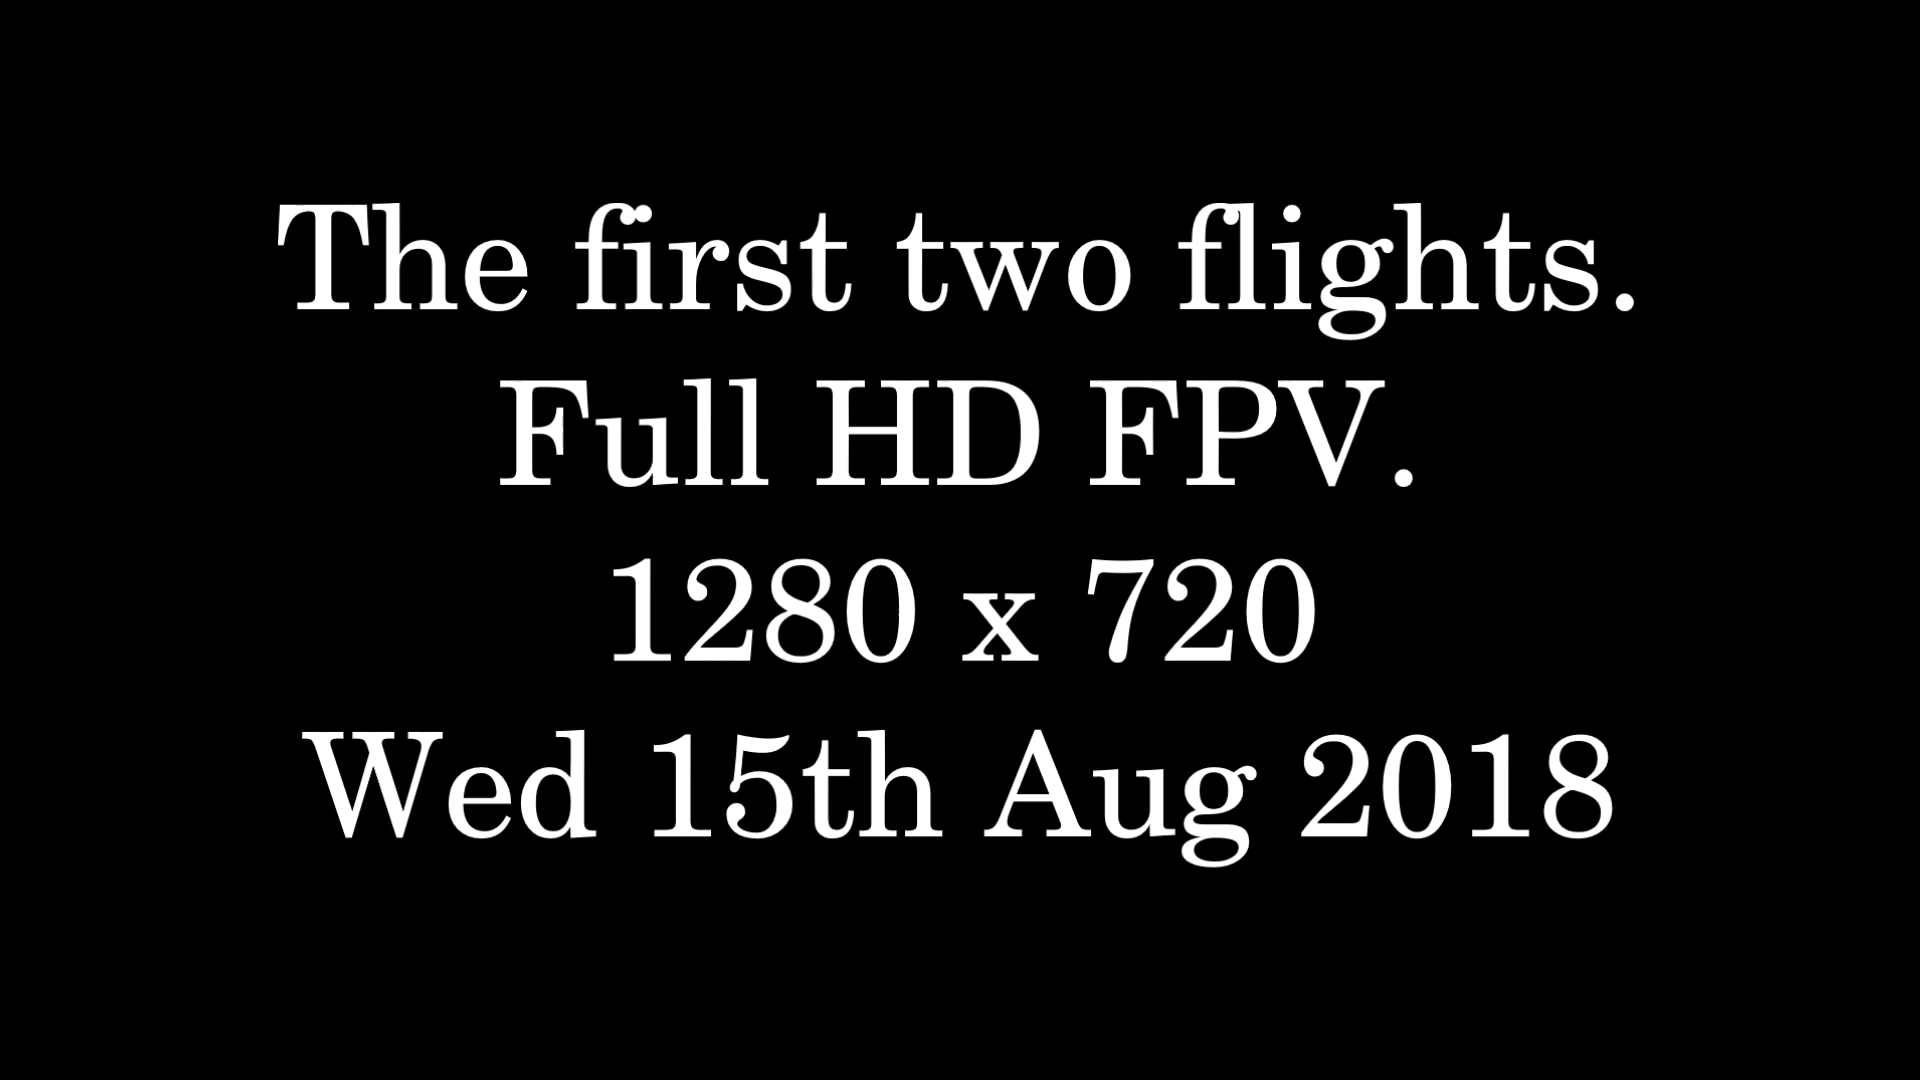 The first two flights.
Full HD FPV.
1280 x 720
Wed 15th Aug 2018